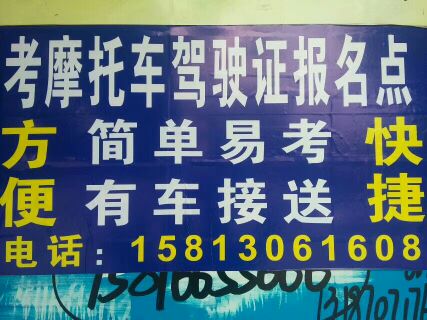 考摩托车驾驶证报名点
方便 简单易考 快捷
有车接送
电话：15813061608